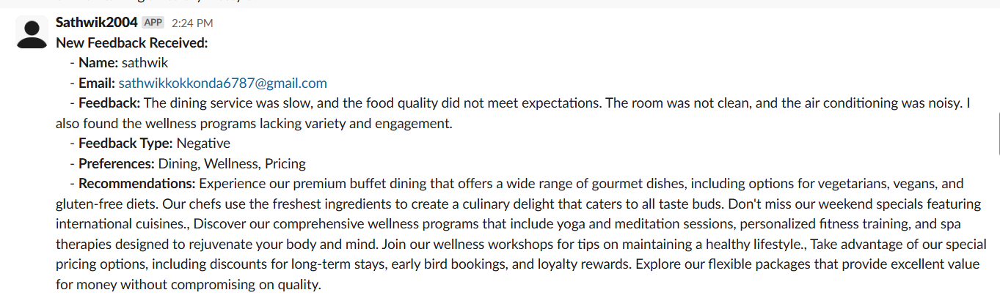 Sathwik2004 APP 2:24 PM
New Feedback Received:
- Name: sathwik
- Email: sathwikkokkonda6787@gmail.com
- Feedback: The dining service was slow, and the food quality did not meet expectations. The room was not clean, and the air conditioning was noisy. I
also found the wellness programs lacking variety and engagement.
- Feedback Type: Negative
- Preferences: Dining, Wellness, Pricing
- Recommendations: Experience our premium buffet dining that offers a wide range of gourmet dishes, including options for vegetarians, vegans, and
gluten-free diets. Our chefs use the freshest ingredients to create a culinary delight that caters to all taste buds. Don't miss our weekend specials featuring
international cuisines., Discover our comprehensive wellness programs that include yoga and meditation sessions, personalized fitness training, and spa
therapies designed to rejuvenate your body and mind. Join our wellness workshops for tips on maintaining a healthy lifestyle., Take advantage of our special
pricing options, including discounts for long-term stays, early bird bookings, and loyalty rewards. Explore our flexible packages that provide excellent value
for money without compromising on quality.